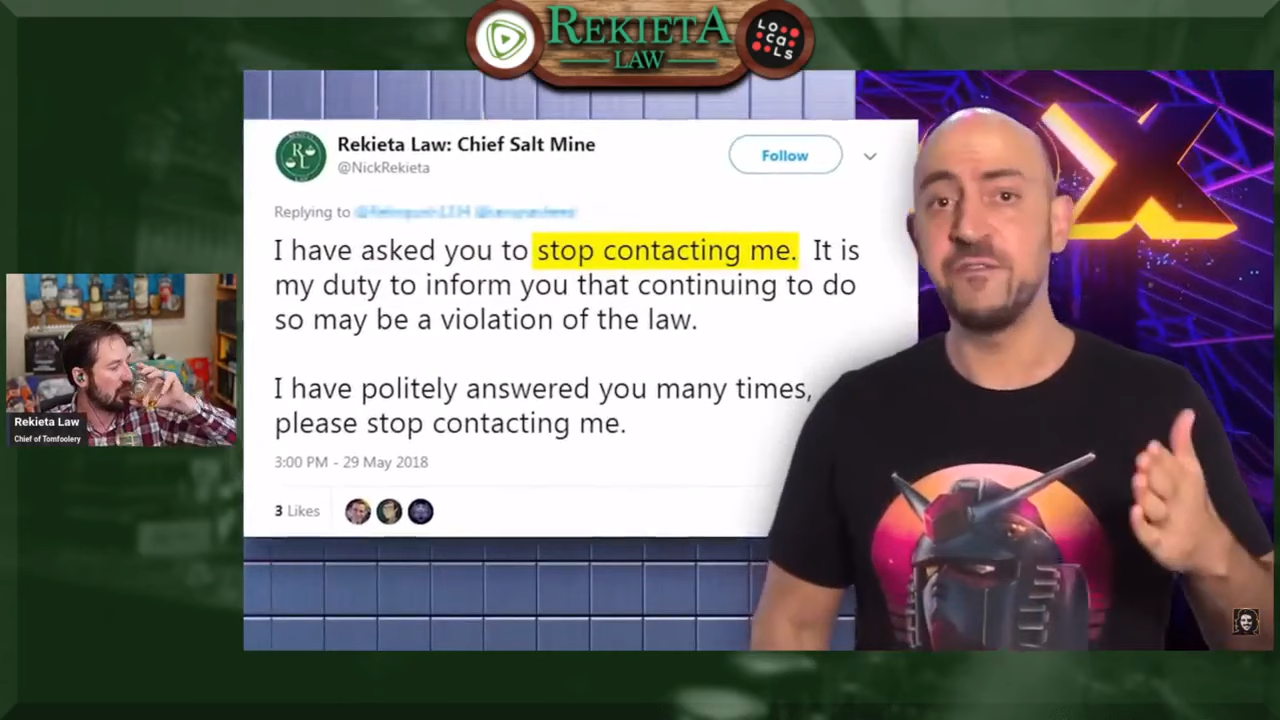 REKIETA
LAW
LOcaLs
Rekieta Law: Chief Salt Mine
@NickRekieta
Follow
Replying to
I have asked you to stop contacting me. It is
my duty to inform you that continuing to do
so may be a violation of the law.
I have politely answered you many times,
please stop contacting me.
3:00 PM - 29 May 2018
3 Likes
Rekieta Law
Chief of Tomfoolery
X